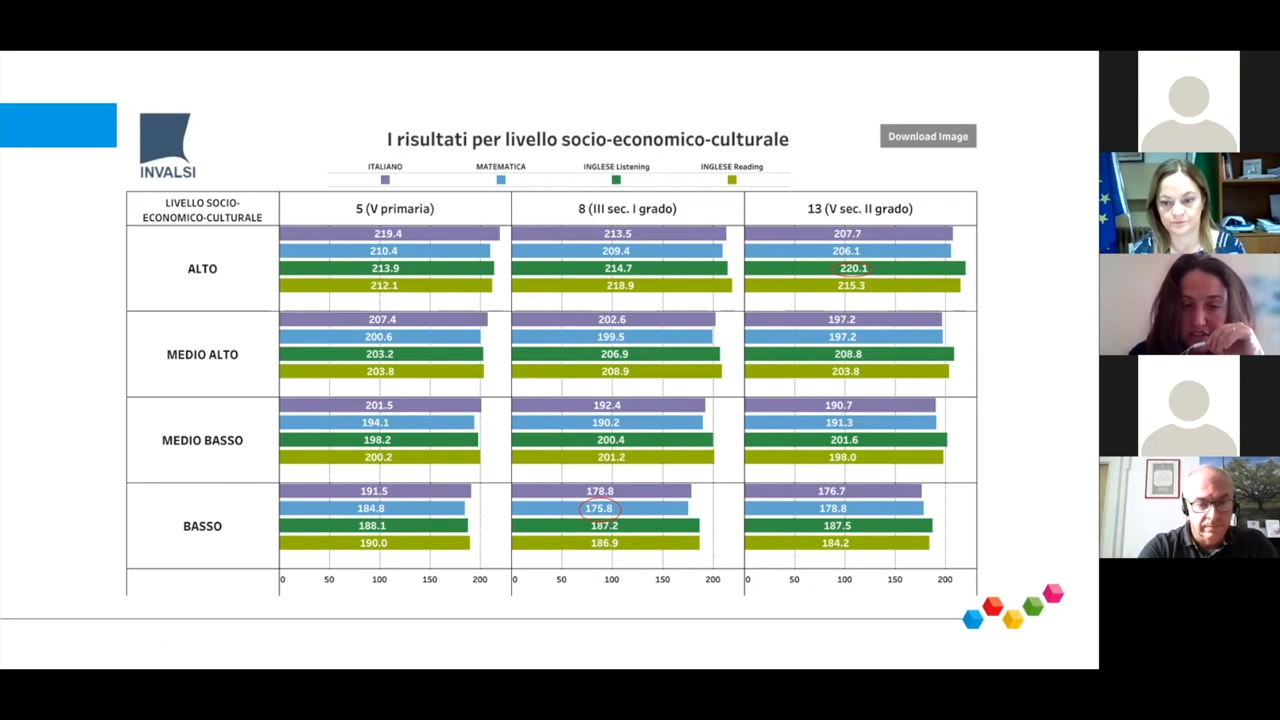 I risultati per livello socio-economico-culturale
Download Image
INVALSI
ITALIANO MATEMATICA INGLESE Listening INGLESE Reading
LIVELLO SOCIO-
ECONOMICO-CULTURALE
5 (V primaria) 8 (III sec. I grado) 13 (V sec. II grado)
219.4 213.5 207.7
210.4 209.4 206.1
ALTO 213.9 214.7 220.1
212.1 218.9 215.3
207.4 202.6 197.2
200.6 199.5 197.2
MEDIO ALTO 203.2 206.9 208.8
203.8 208.9 203.8
201.5 192.4 190.7
194.1 190.2 191.3
MEDIO BASSO 198.2 200.4 201.6
200.2 201.2 198.0
191.5 178.8 176.7
184.8 175.8 178.8
BASSO 188.1 187.2 187.5
190.0 186.9 184.2
0 50 100 150 200 0 50 100 150 200 0 50 100 150 200